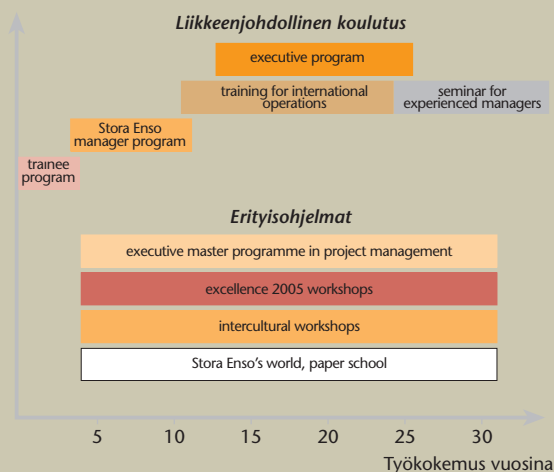 Liikkeenjohdollinen koulutus
executive program
training for international
operations
seminar for
experienced managers
Stora Enso
manager program
trainee
program
Erityisohjelmat
executive master programme in project management
excellence 2005 workshops
intercultural workshops
Stora Enso's world, paper school
5 10 15 20 25 30
Työkokemus vuosina